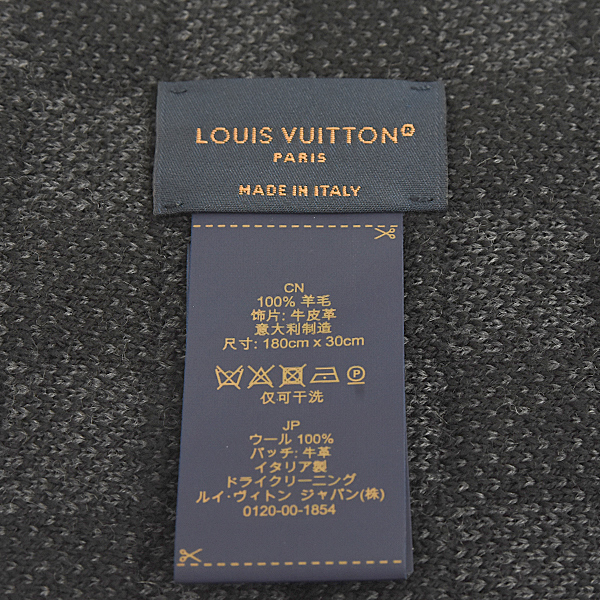 LOUIS VUITTON®
PARIS
MADE IN ITALY
CN
100% 羊毛
饰片: 牛皮革
意大利制造
尺寸: 180cm x 30cm
仅可干洗
JP
ウール 100%
パッチ: 牛革
イタリア製
ドライクリーニング
ルイ・ヴィトン ジャパン(株)
0120-00-1854